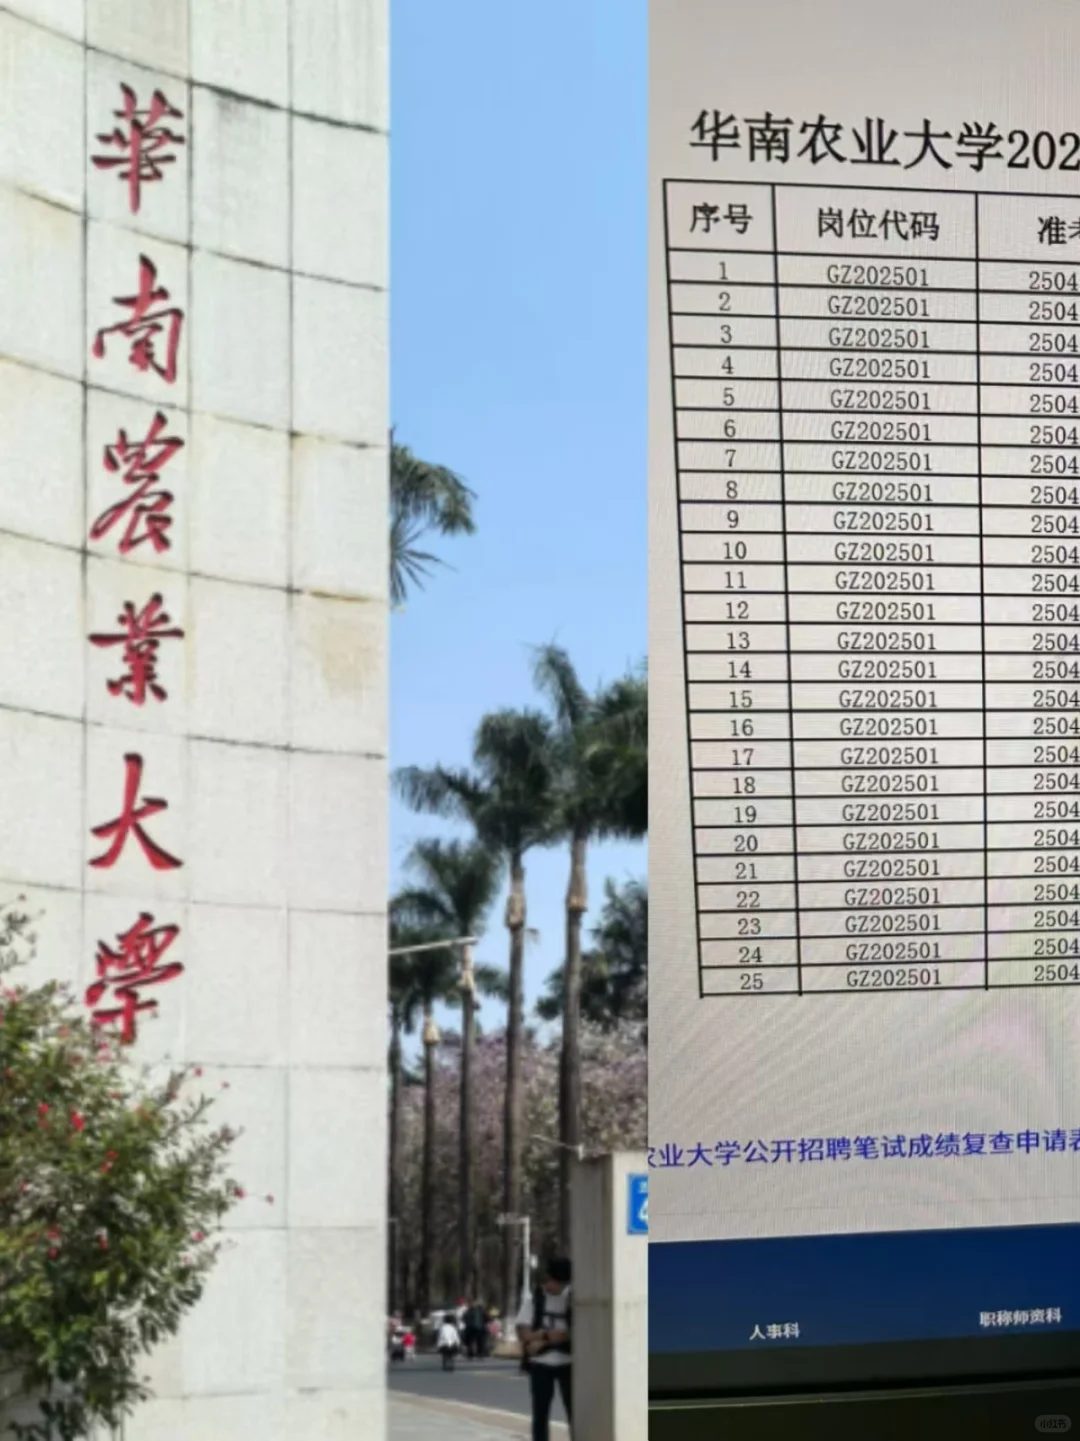 華南農業大學
华南农业大学202
序号 岗位代码 准考
1 GZ202501 2504
2 GZ202501 2504
3 GZ202501 2504
4 GZ202501 2504
5 GZ202501 2504
6 GZ202501 2504
7 GZ202501 2504
8 GZ202501 2504
9 GZ202501 2504
10 GZ202501 2504
11 GZ202501 2504
12 GZ202501 2504
13 GZ202501 2504
14 GZ202501 2504
15 GZ202501 2504
16 GZ202501 2504
17 GZ202501 2504
18 GZ202501 2504
19 GZ202501 2504
20 GZ202501 2504
21 GZ202501 2504
22 GZ202501 2504
23 GZ202501 2504
24 GZ202501 2504
25 GZ202501 2504
农业大学公开招聘笔试成绩复查申请表
人事科 职称师资科
小红书